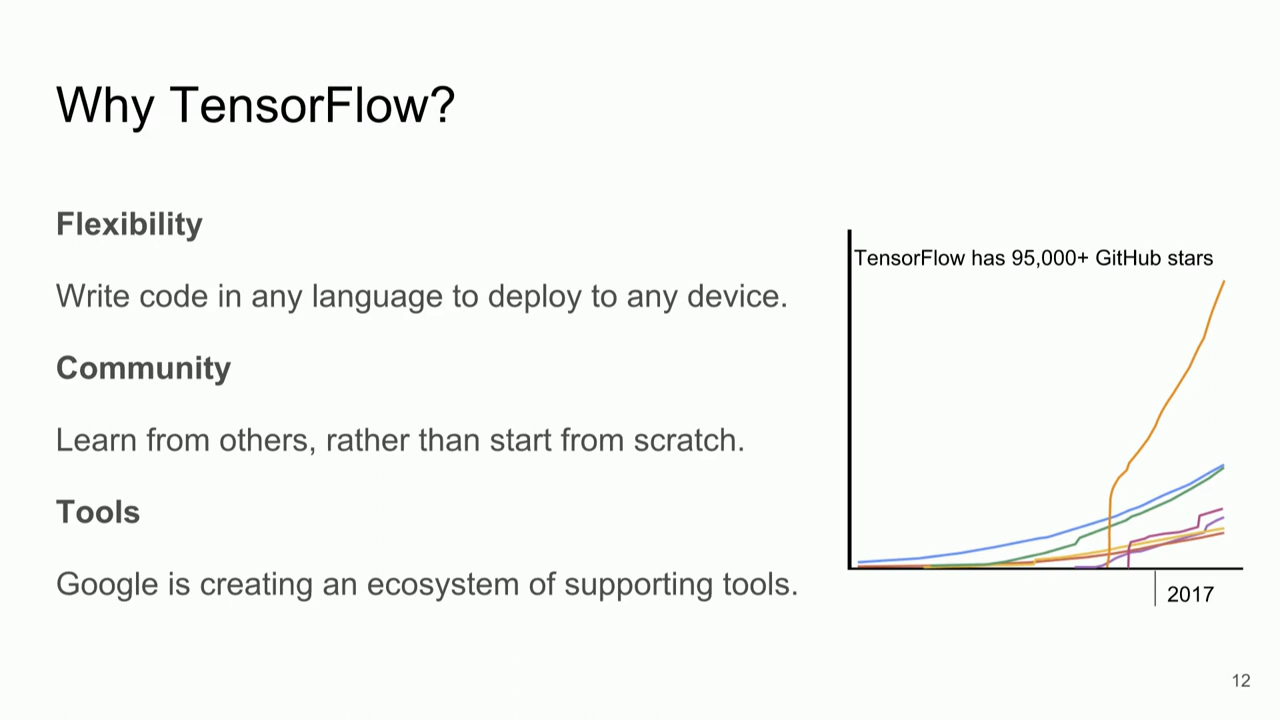 Why TensorFlow?
Flexibility
Write code in any language to deploy to any device.
Community
Learn from others, rather than start from scratch.
Tools
Google is creating an ecosystem of supporting tools.
TensorFlow has 95,000+ GitHub stars
2017
12